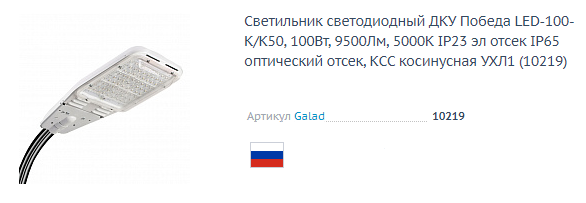 Светильник светодиодный ДКУ Победа LED-100-
К/К50, 100Вт, 9500Лм, 5000К IP23 эл отсек IP65
оптический отсек, КСС косинусная УХЛ1 (10219)
Артикул Galad 10219